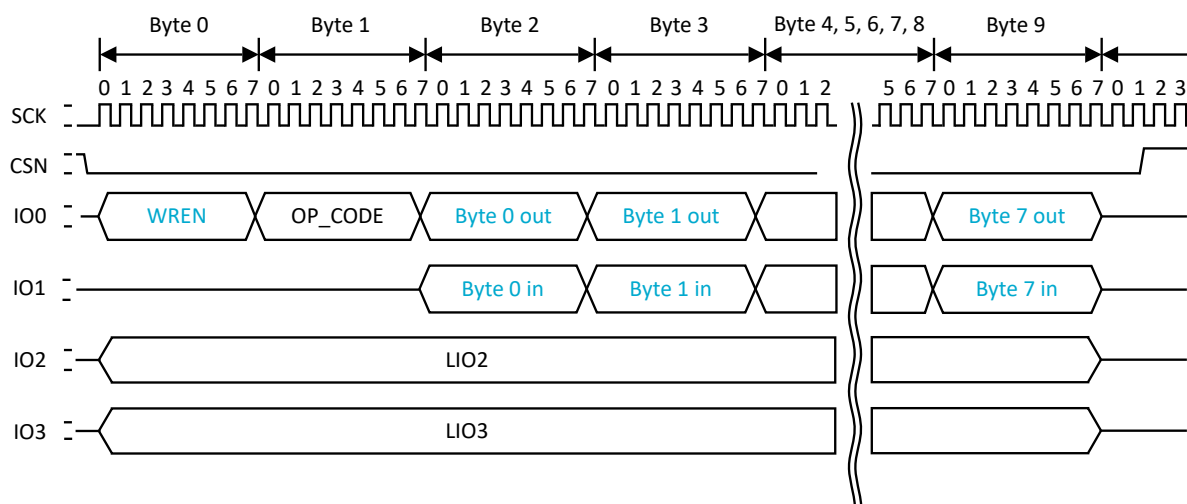 Byte 0 Byte 1 Byte 2 Byte 3 Byte 4, 5, 6, 7, 8 Byte 9
0 1 2 3 4 5 6 7 0 1 2 3 4 5 6 7 0 1 2 3 4 5 6 7 0 1 2 3 4 5 6 7 0 1 2 5 6 7 0 1 2 3 4 5 6 7 0 1 2 3
SCK
CSN
IO0 WREN OP_CODE Byte 0 out Byte 1 out Byte 7 out
IO1 Byte 0 in Byte 1 in Byte 7 in
IO2 LIO2
IO3 LIO3